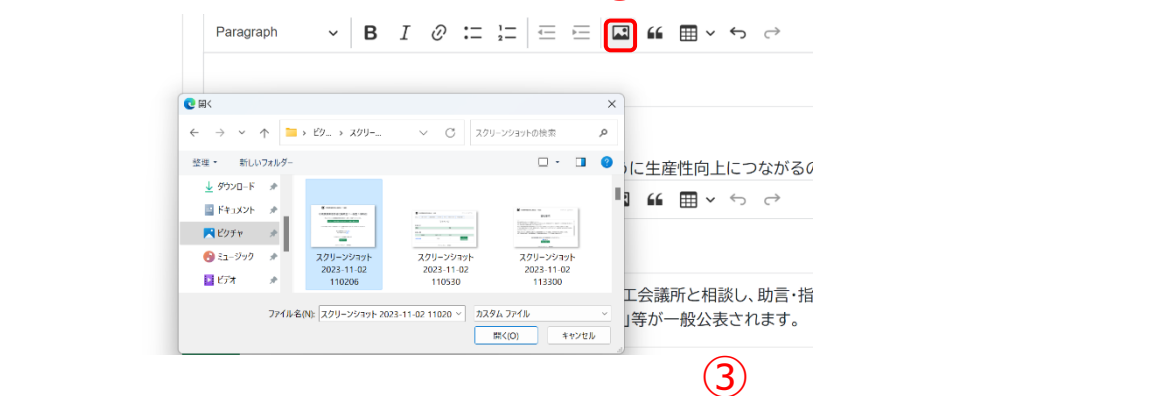 Paragraph
B I
開く
ピク... › スクリー...
スクリーンショットの検索
整理
新しいフォルダー
うに生産性向上につながるの
ダウンロード
ドキュメント
ピクチャ
ミュージック
ビデオ
スクリーンショット
2023-11-02
110206
スクリーンショット
2023-11-02
110530
スクリーンショット
2023-11-02
113300
工会議所と相談し、助言・指
ファイル名(N):
スクリーンショット 2023-11-02 11020
カスタム ファイル
」等が一般公表されます。
開く(O)
キャンセル
③